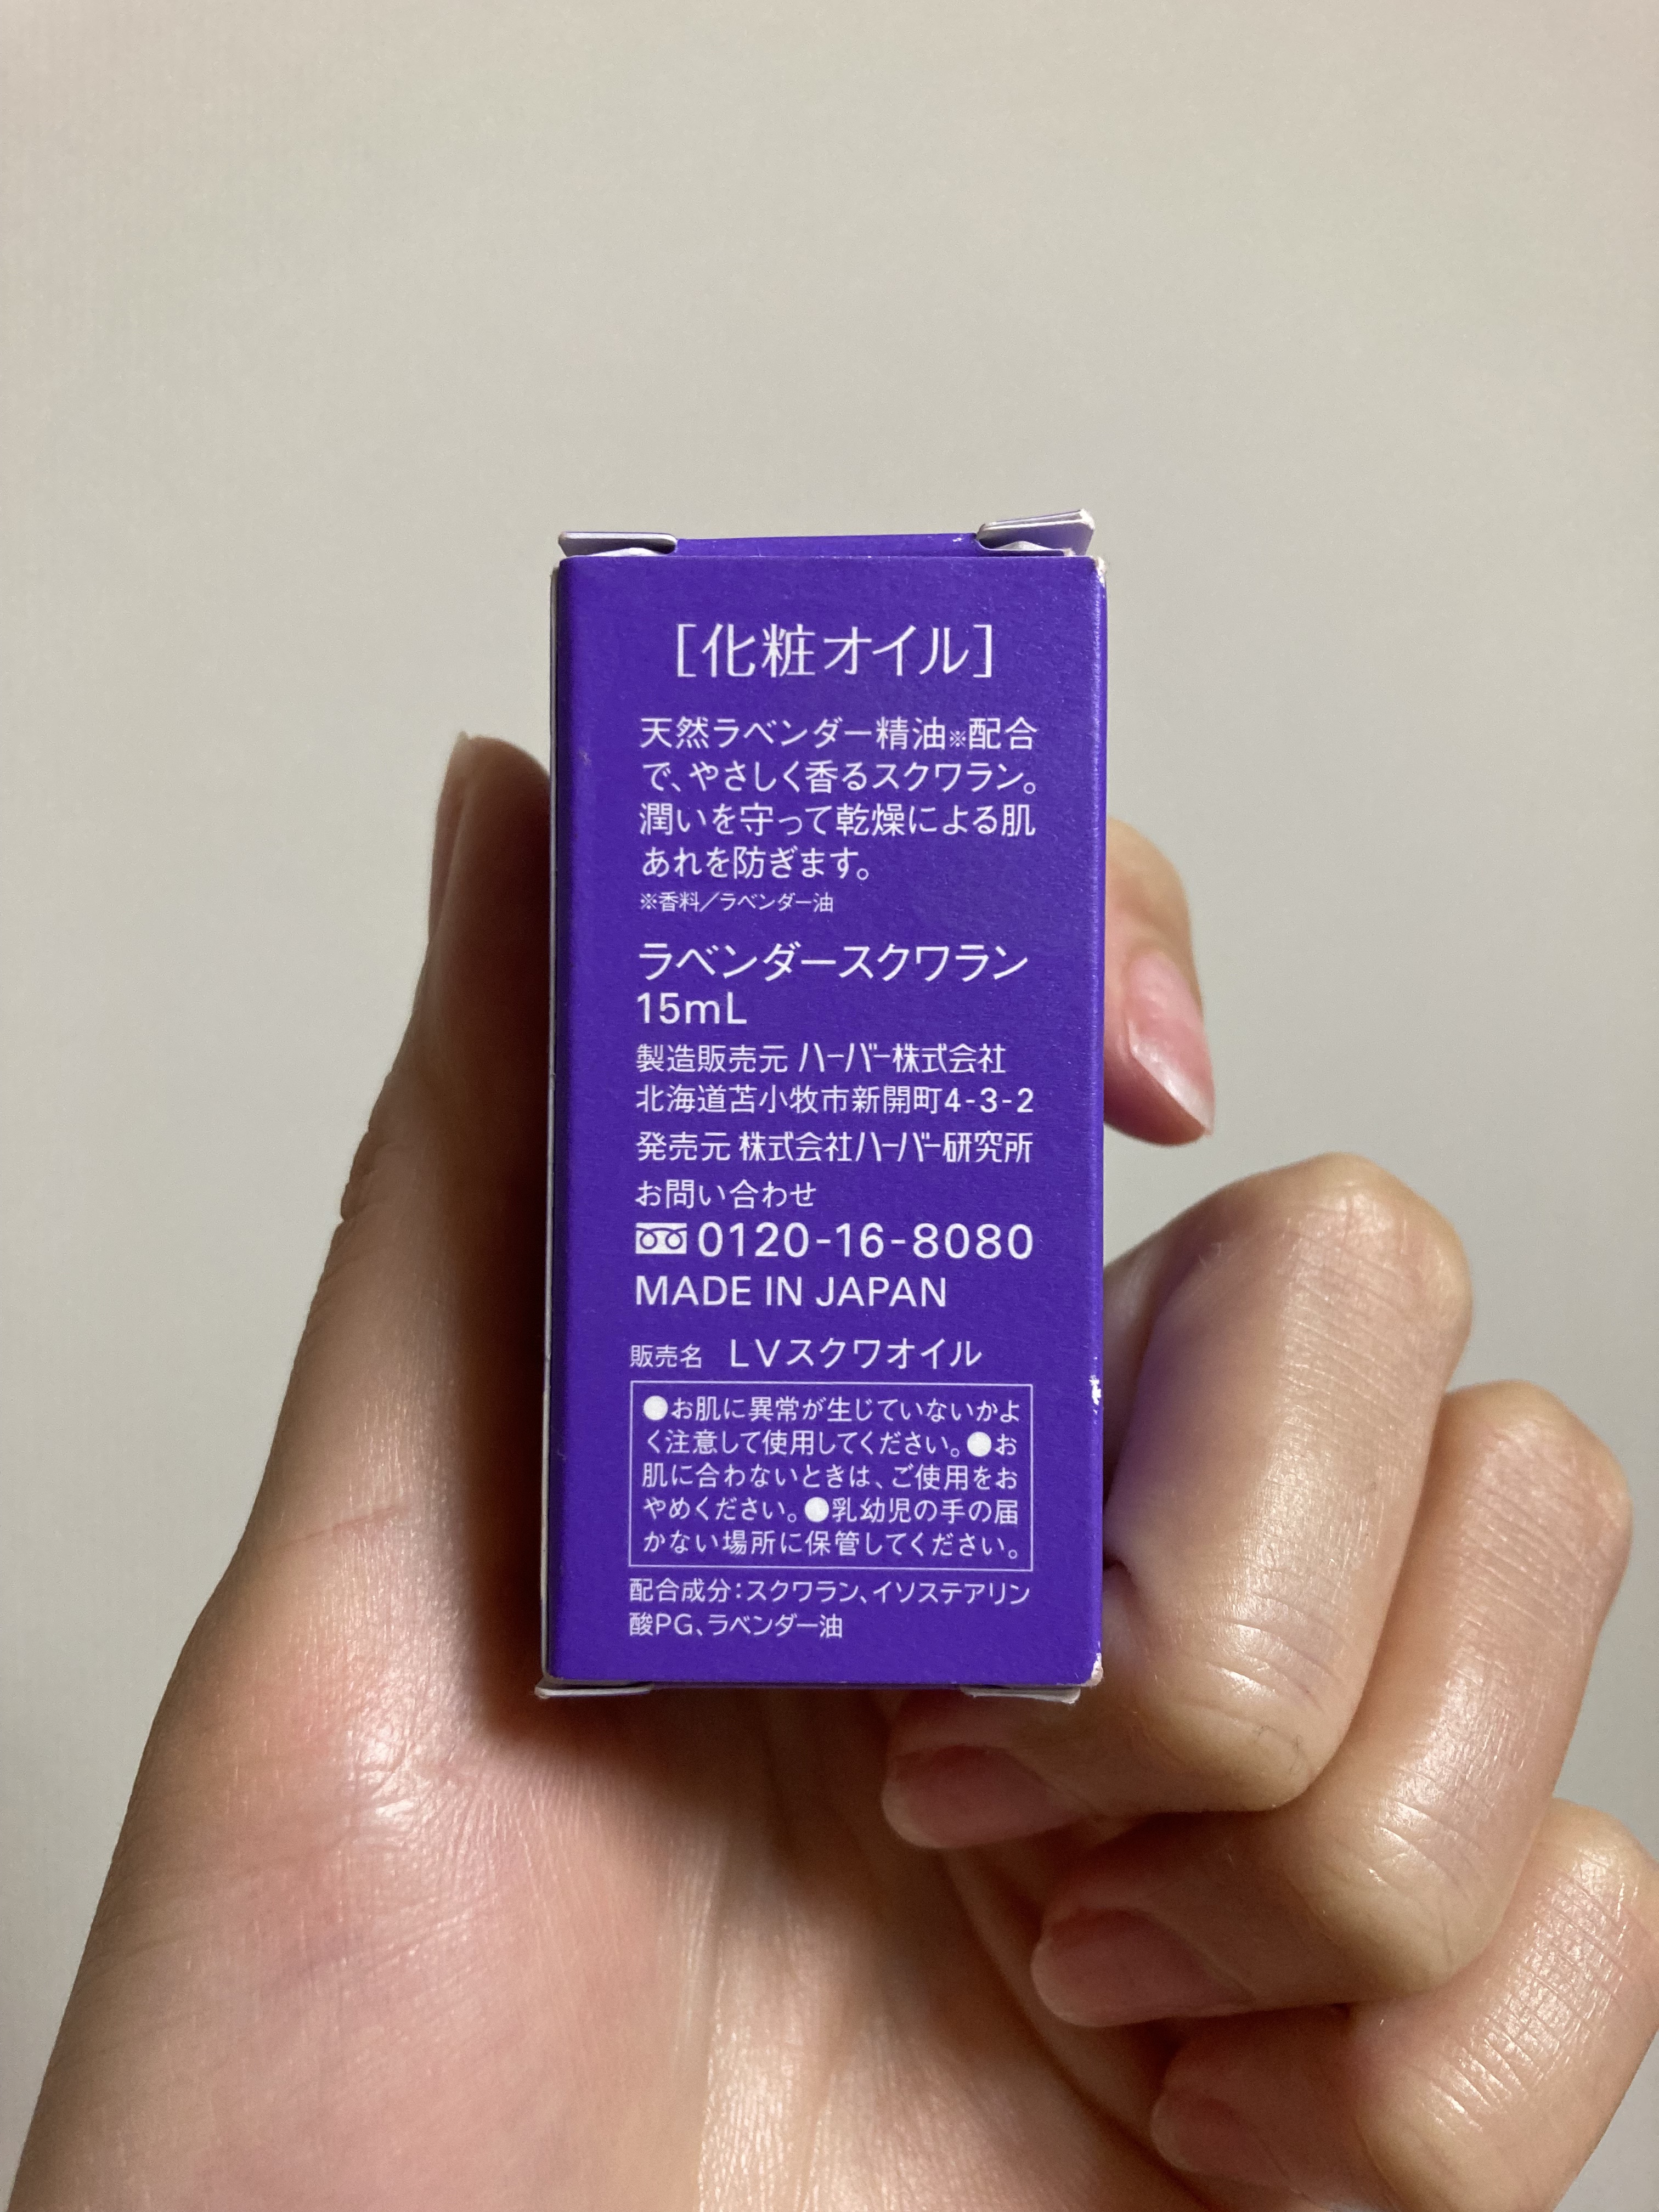 [化粧オイル]
天然ラベンダー精油※配合
で、やさしく香るスクワラン。
潤いを守って乾燥による肌
あれを防ぎます。
※香料/ラベンダー油
ラベンダースクワラン
15mL
製造販売元 ハーバー株式会社
北海道苫小牧市新開町4-3-2
発売元 株式会社ハーバー研究所
お問い合わせ
0120-16-8080
MADE IN JAPAN
販売名 LVスクワオイル
●お肌に異常が生じていないかよ
く注意して使用してください。●お
肌に合わないときは、ご使用をお
やめください。●乳幼児の手の届
かない場所に保管してください。
配合成分:スクワラン、イソステアリン
酸PG、ラベンダー油